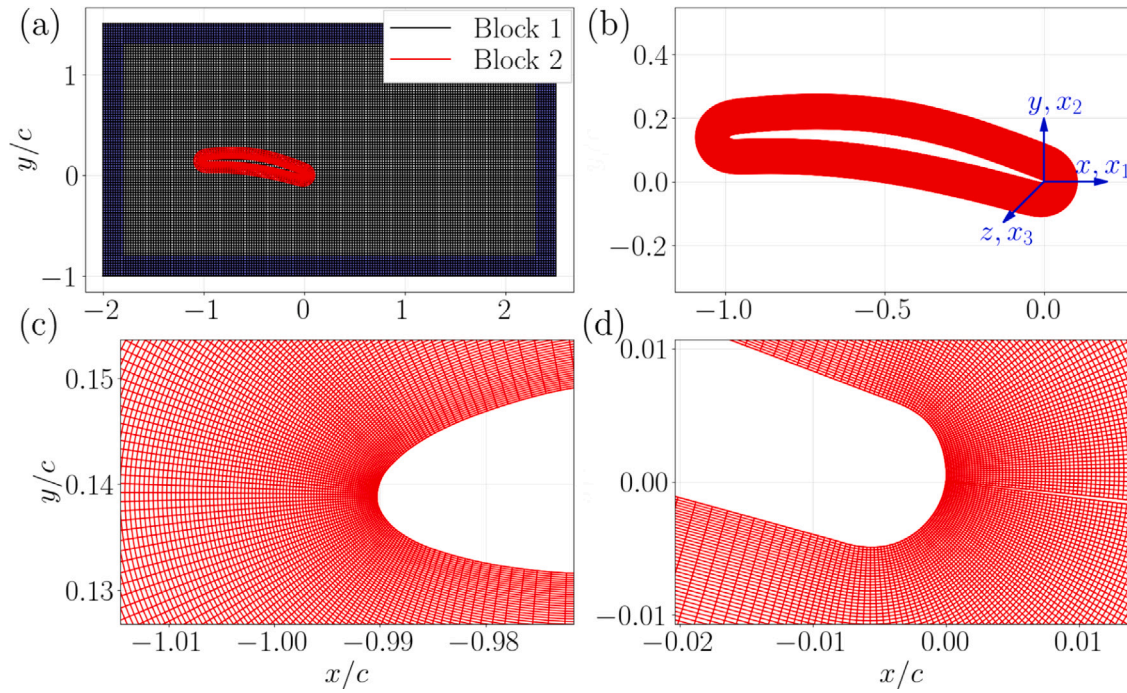 (a)
Block 1
Block 2
y/c
1
0
−1
−2
−1
0
1
2
(b)
0.4
0.2
0.0
−0.2
−1.0
−0.5
0.0
y, x₂
x, x₁
z, x₃
(c)
y/c
0.15
0.14
0.13
−1.01
−1.00
−0.99
−0.98
x/c
(d)
0.01
0.00
−0.01
−0.02
−0.01
0.00
0.01
x/c